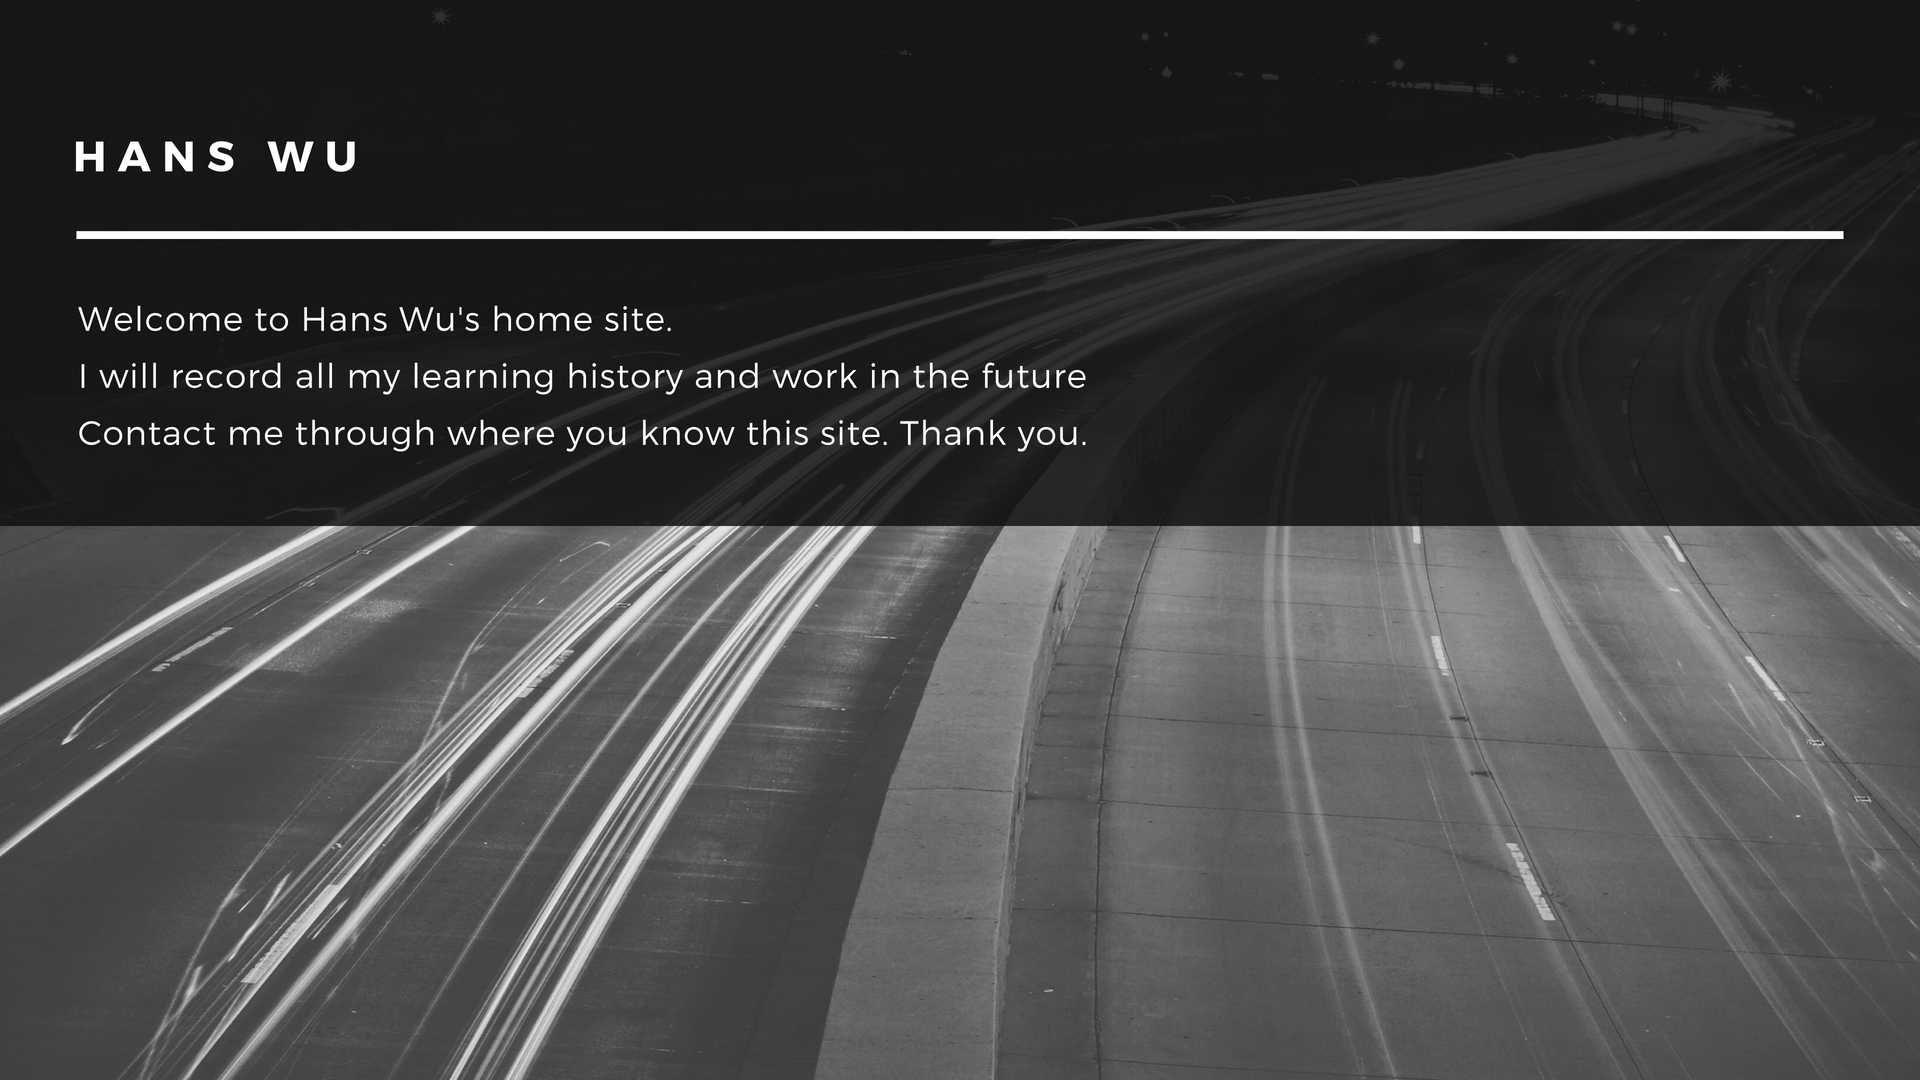 HANS WU
Welcome to Hans Wu's home site.
I will record all my learning history and work in the future
Contact me through where you know this site. Thank you.